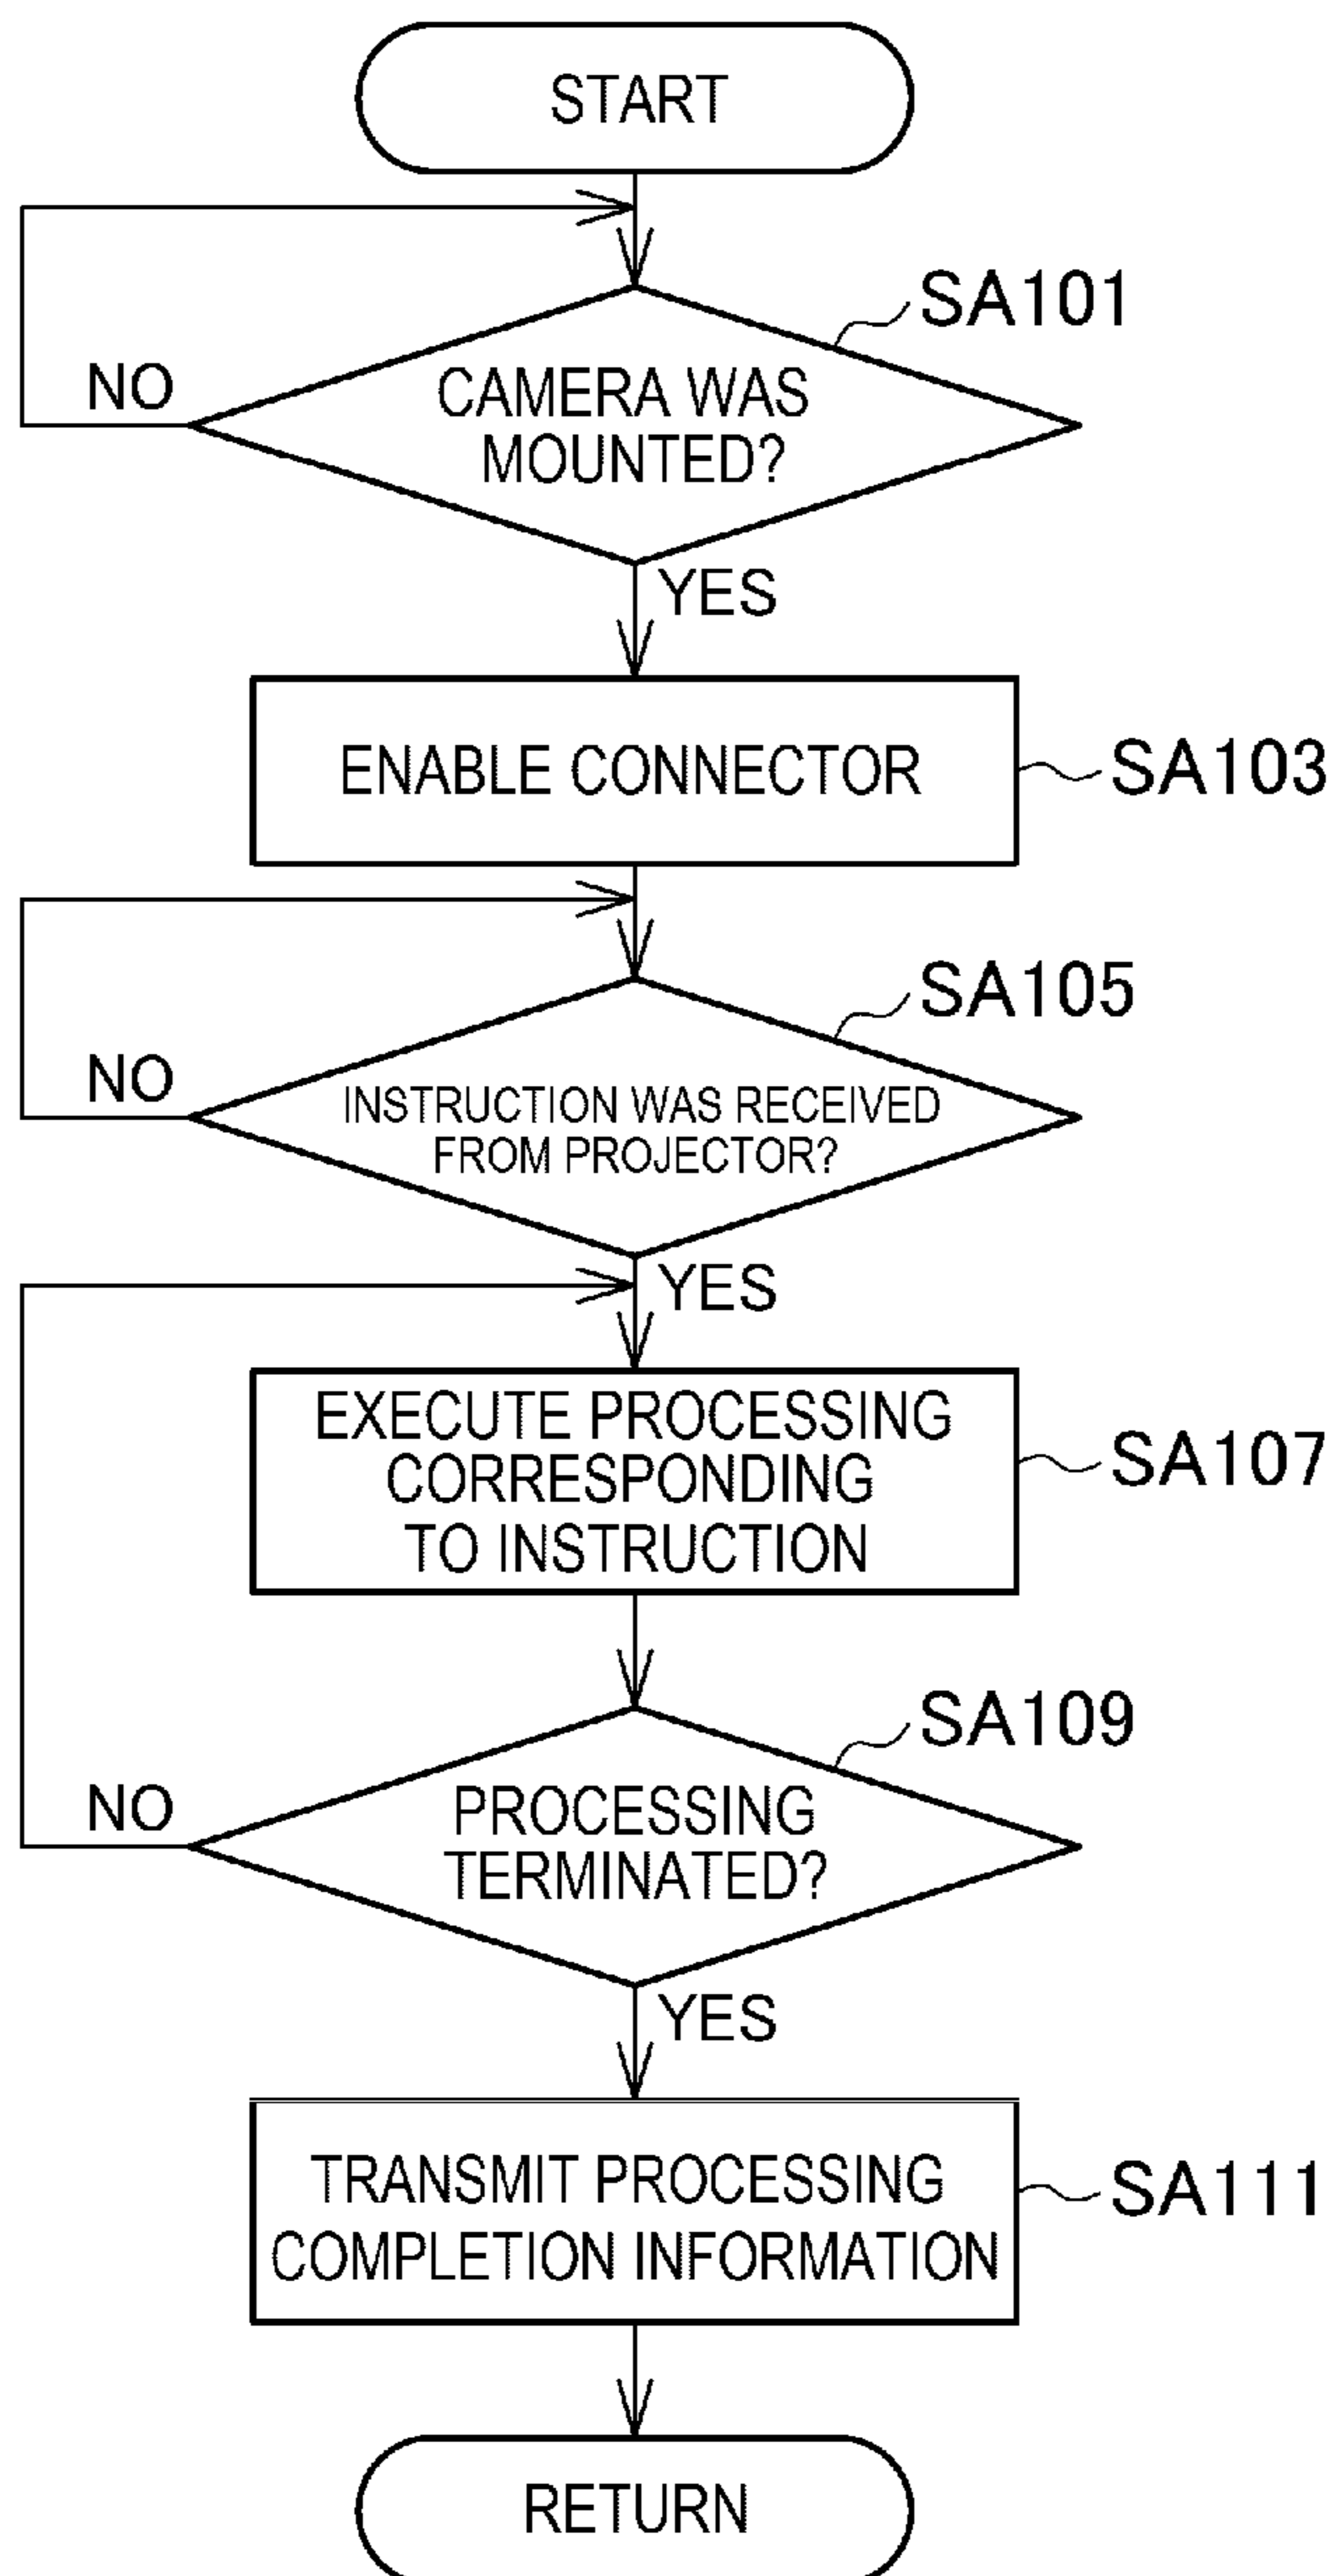 START
SA101
NO
CAMERA WAS
MOUNTED?
YES
ENABLE CONNECTOR
SA103
SA105
NO
INSTRUCTION WAS RECEIVED
FROM PROJECTOR?
YES
EXECUTE PROCESSING
CORRESPONDING
TO INSTRUCTION
SA107
SA109
NO
PROCESSING
TERMINATED?
YES
TRANSMIT PROCESSING
COMPLETION INFORMATION
SA111
RETURN